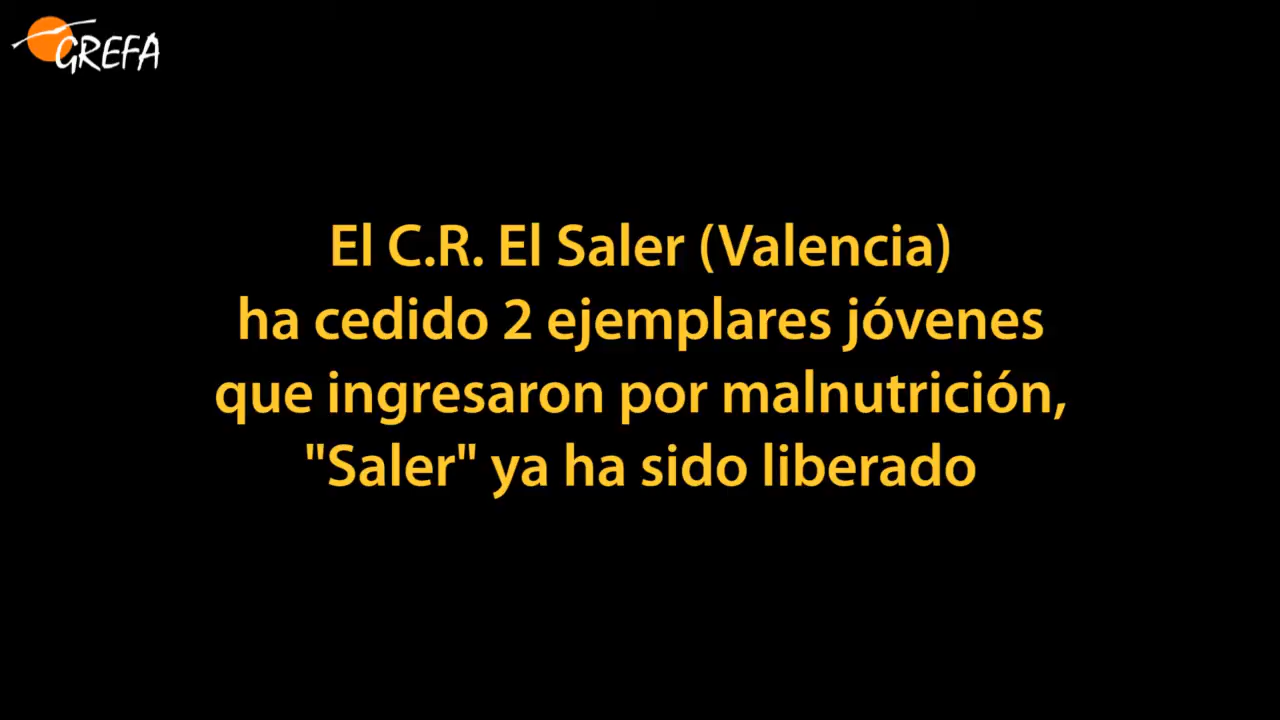 GREFA
El C.R. El Saler (Valencia)
ha cedido 2 ejemplares jóvenes
que ingresaron por malnutrición,
"Saler" ya ha sido liberado